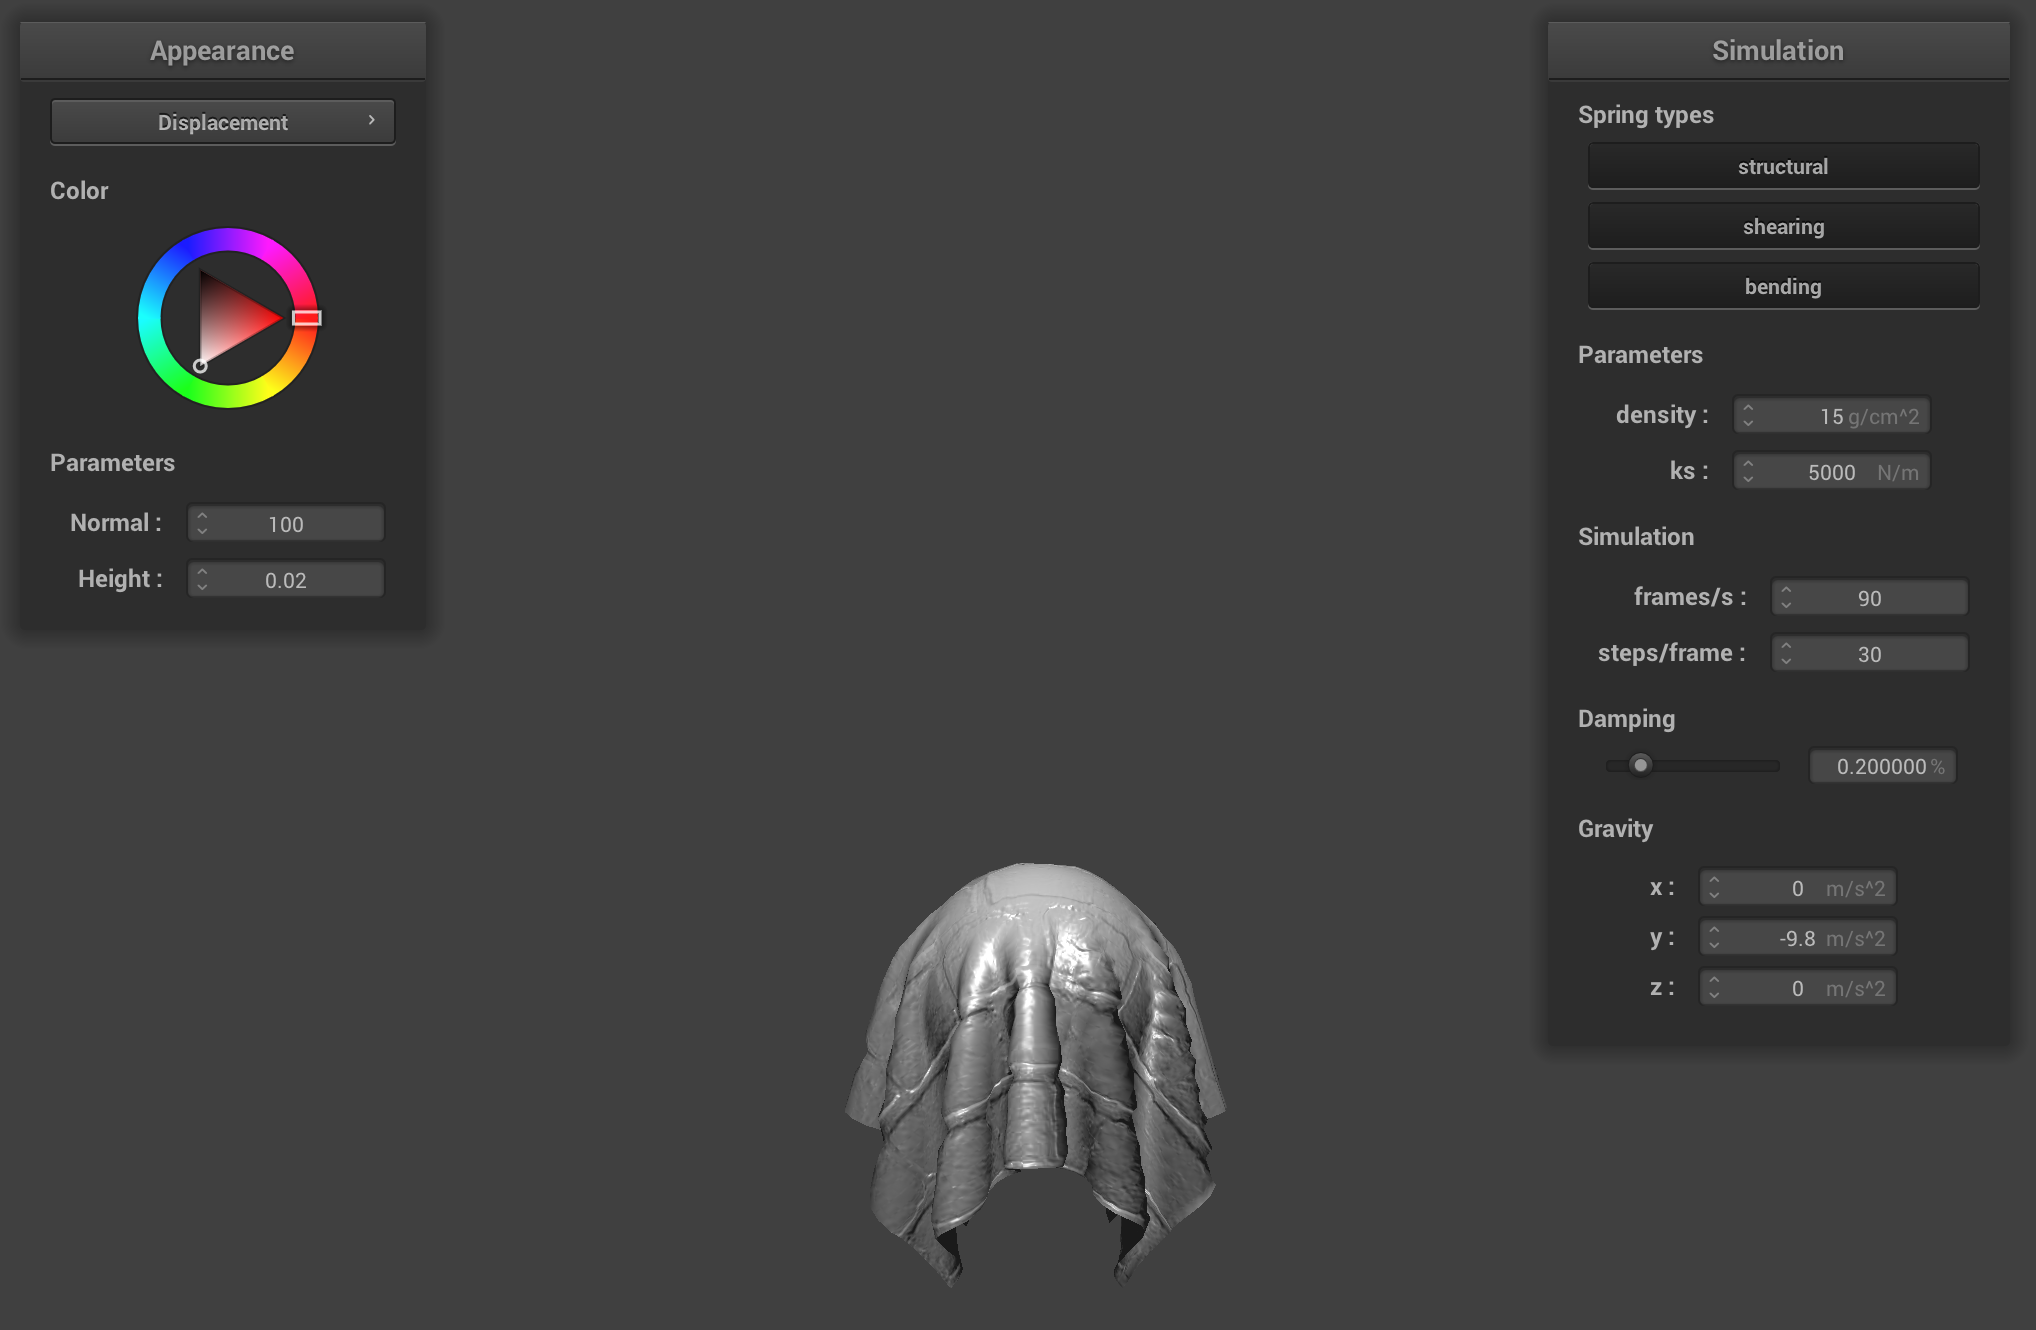 Appearance
Displacement
Color
Parameters
Normal : 100
Height : 0.02
Simulation
Spring types
structural
shearing
bending
Parameters
density : 15 g/cm^2
ks : 5000 N/m
Simulation
frames/s : 90
steps/frame : 30
Damping
0.200000 %
Gravity
x : 0 m/s^2
y : -9.8 m/s^2
z : 0 m/s^2